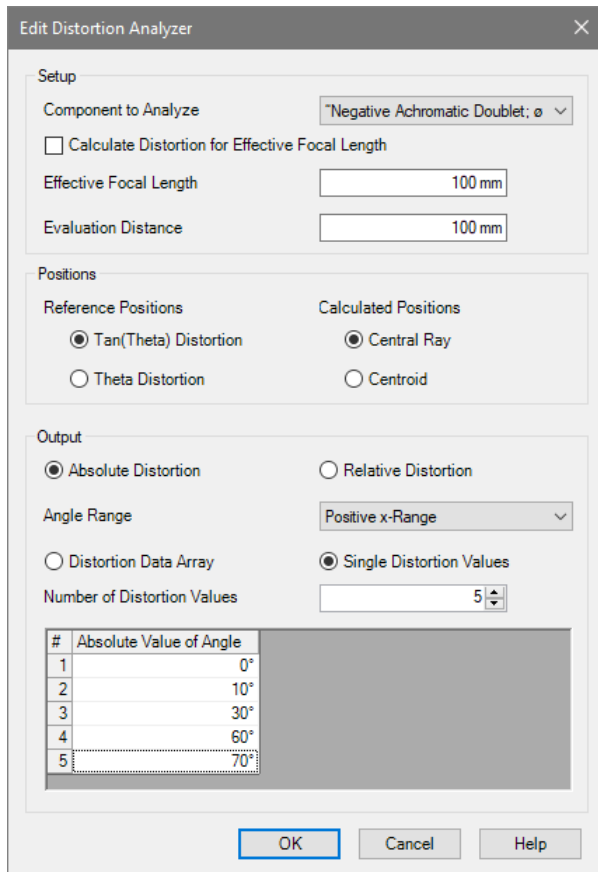 Edit Distortion Analyzer
Setup
Component to Analyze "Negative Achromatic Doublet; ø
Calculate Distortion for Effective Focal Length
Effective Focal Length 100 mm
Evaluation Distance 100 mm
Positions
Reference Positions Calculated Positions
Tan(Theta) Distortion Central Ray
Theta Distortion Centroid
Output
Absolute Distortion Relative Distortion
Angle Range Positive x-Range
Distortion Data Array Single Distortion Values
Number of Distortion Values 5
# Absolute Value of Angle
1 0°
2 10°
3 30°
4 60°
5 70°
OK Cancel Help